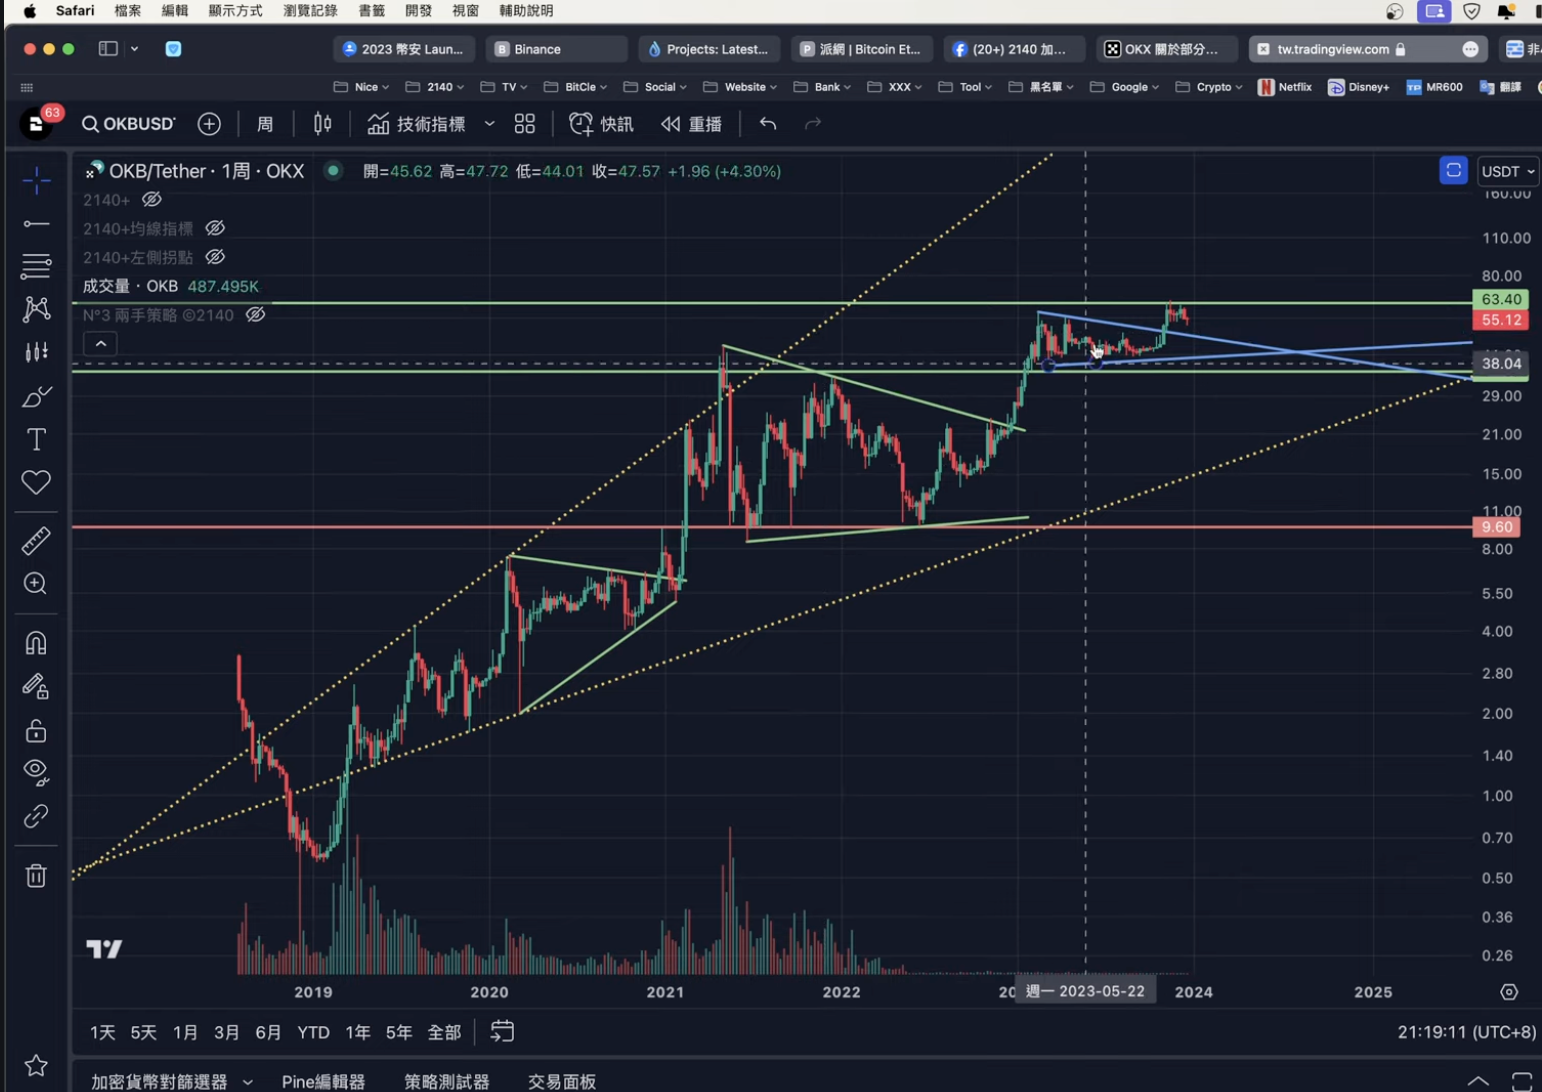 Safari 檔案 編輯 顯示方式 瀏覽記錄 書籤 開發 視窗 輔助說明
2023 幣安 Laun... Binance Projects: Latest... 派網 | Bitcoin Et... (20+) 2140 加... OKX 關於部分... tw.tradingview.com
Nice 2140 TV BitCle Social Website Bank XXX Tool 黑名單 Google Crypto Netflix Disney+ MR600 翻譯
63 OKBUSD 周 技術指標 快訊 重播
OKB/Tether · 1周 · OKX 開=45.62 高=47.72 低=44.01 收=47.57 +1.96 (+4.30%)
USDT
2140+
2140+均線指標
2140+左側拐點
成交量 · OKB 487.495K
Nº3 兩手策略 ©2140
160.00
110.00
80.00
63.40
55.12
38.04
29.00
21.00
15.00
11.00
9.60
8.00
5.50
4.00
2.80
2.00
1.40
1.00
0.70
0.50
0.36
0.26
2019 2020 2021 2022 週一 2023-05-22 2024 2025
1天 5天 1月 3月 6月 YTD 1年 5年 全部 21:19:11 (UTC+8)
加密貨幣對篩選器 Pine編輯器 策略測試器 交易面板